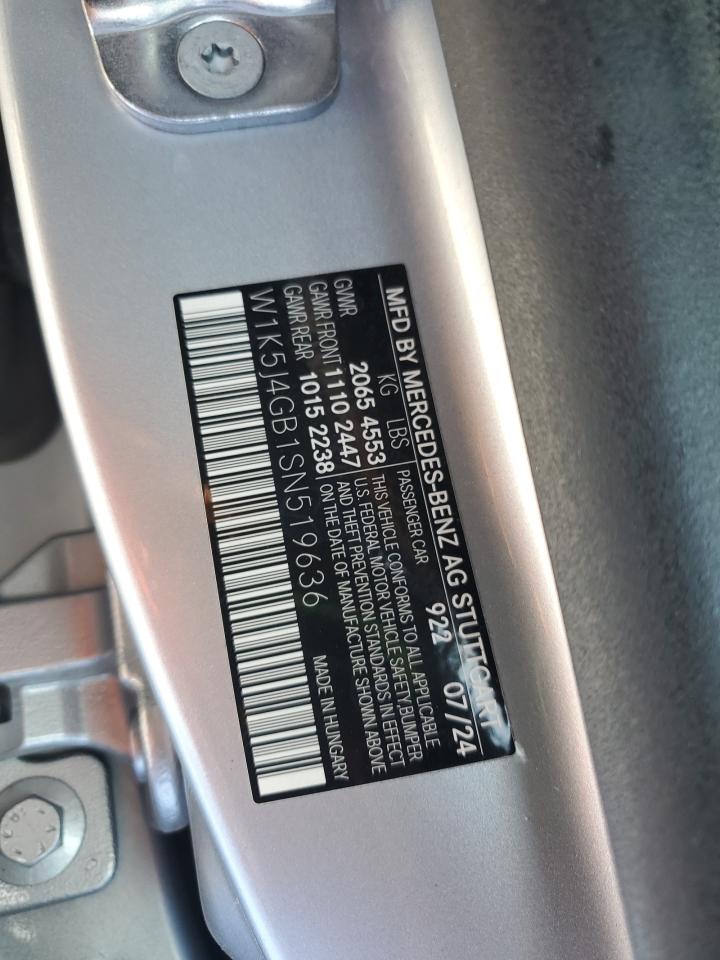 MFD BY MERCEDES-BENZ AG STUTTGART
KG LBS 922 07/24
GVWR 2065 4553 PASSENGER CAR
GAWR FRONT 1110 2447 THIS VEHICLE CONFORMS TO ALL APPLICABLE
GAWR REAR 1015 2238 U.S. FEDERAL MOTOR VEHICLE SAFETY,BUMPER
AND THEFT PREVENTION STANDARDS IN EFFECT
ON THE DATE OF MANUFACTURE SHOWN ABOVE
W1K5J4GB1SN519636 MADE IN HUNGARY